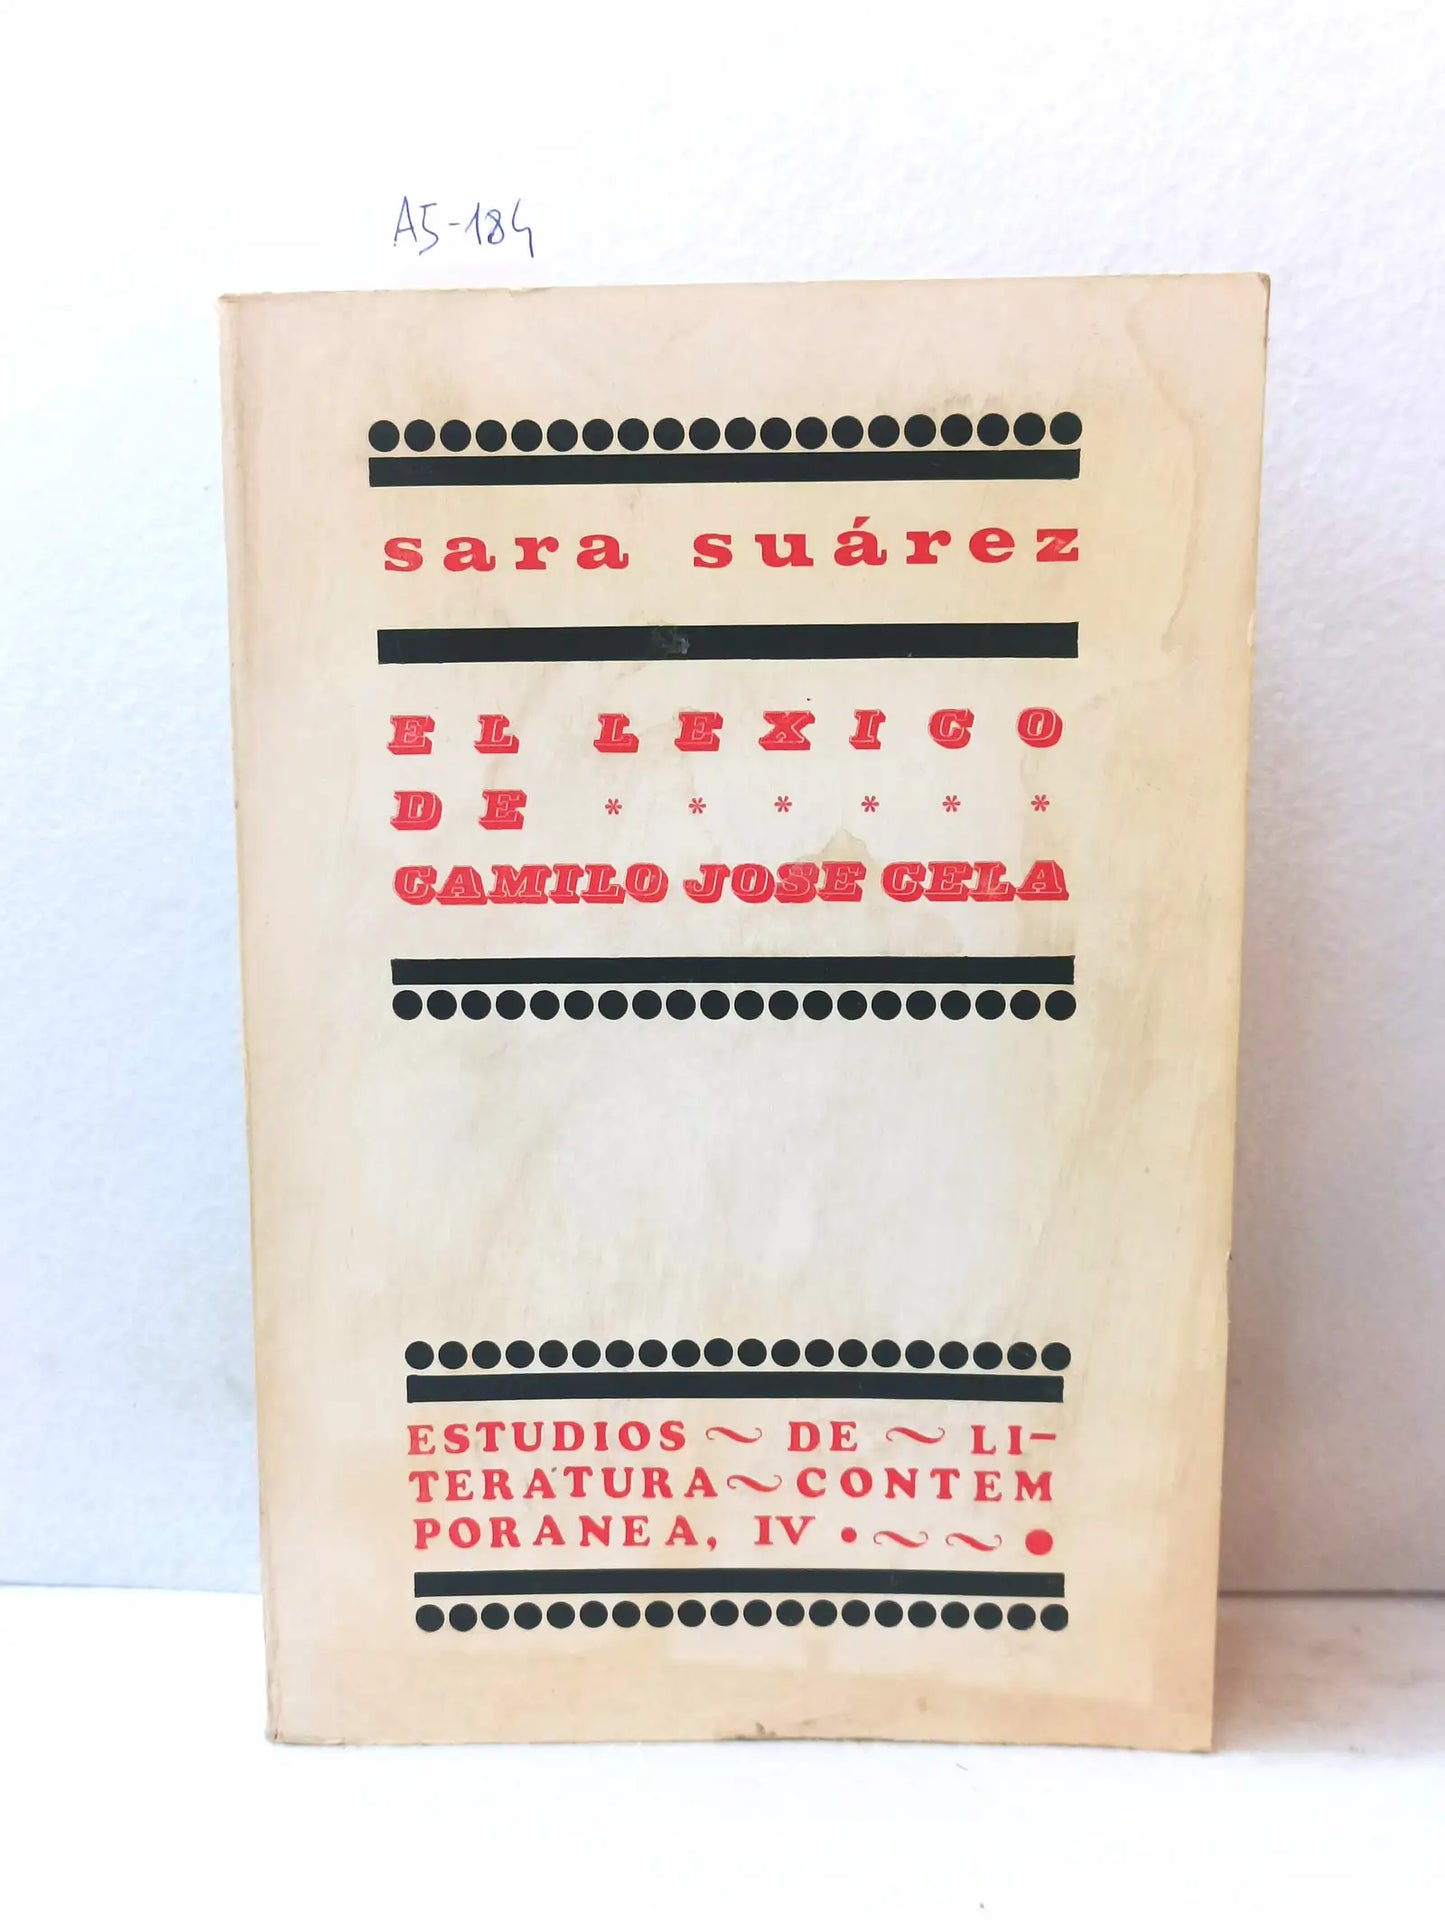 A5-184
sara suárez
EL LEXICO
DE * * * * * *
CAMILO JOSE CELA
ESTUDIOS ~ DE ~ LI-
TERATURA ~ CONTEM
PORANEA, IV • ~ ~ •